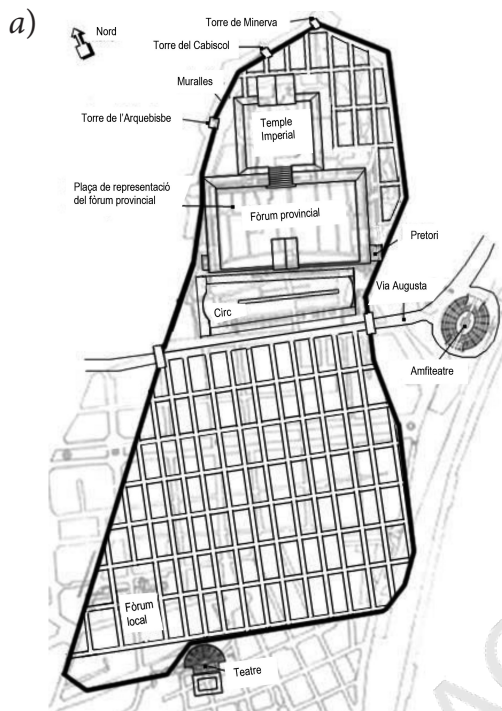 a)
Nord
Torre de Minerva
Torre del Cabiscol
Muralles
Torre de l'Arquebisbe
Temple
Imperial
Plaça de representació
del fòrum provincial
Fòrum provincial
Pretori
Via Augusta
Circ
Amfiteatre
Fòrum
local
Teatre